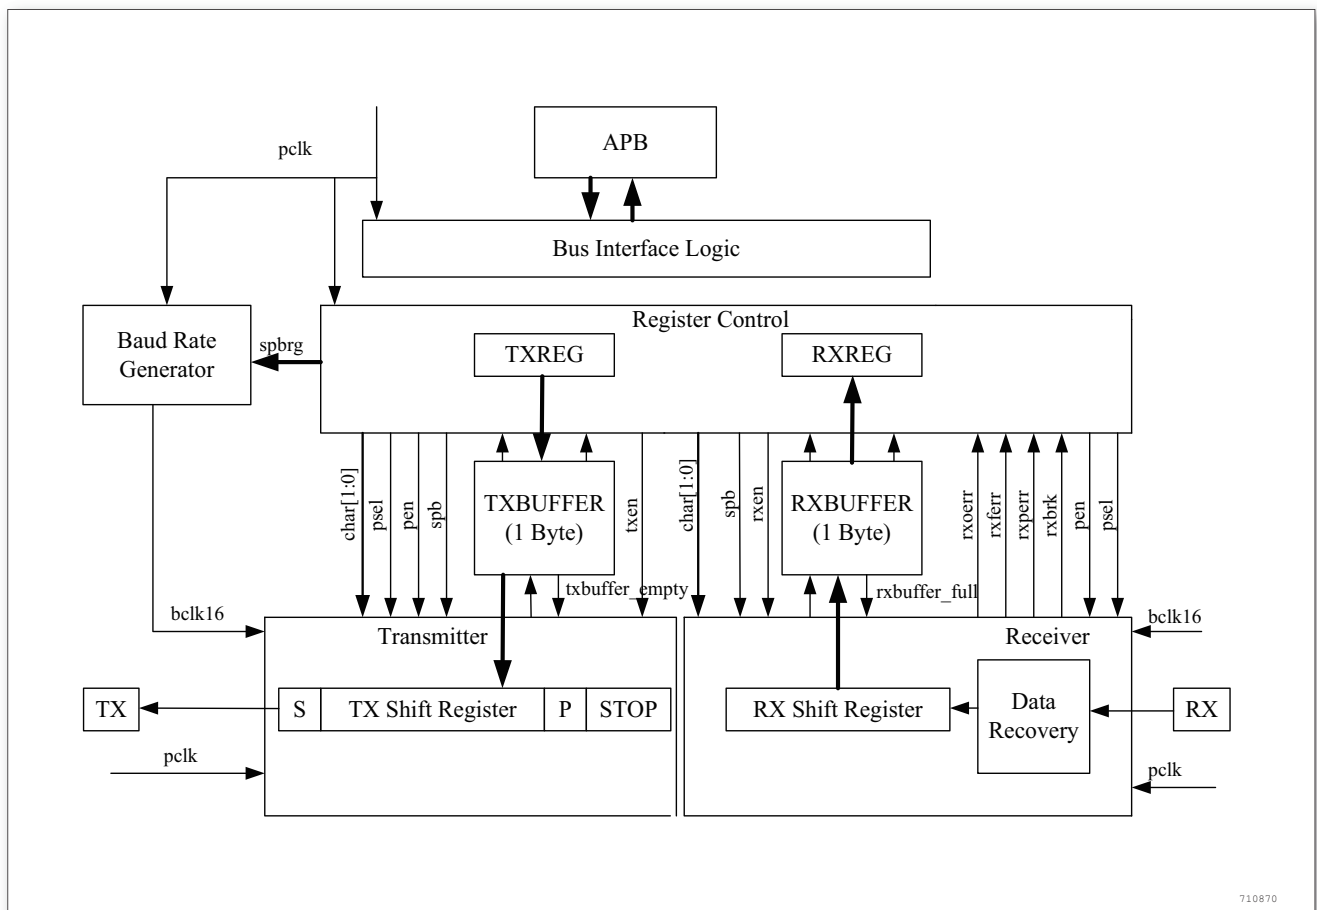 pclk
APB
Bus Interface Logic
Register Control
Baud Rate
Generator
spbrg
TXREG
RXREG
char[1:0]
psel
pen
spb
TXBUFFER
(1 Byte)
txen
char[1:0]
spb
rxen
RXBUFFER
(1 Byte)
rxoerr
rxferr
rxperr
rxbrk
pen
psel
txbuffer_empty
rxbuffer_full
bclk16
Transmitter
Receiver
bclk16
TX
S
TX Shift Register
P
STOP
RX Shift Register
Data
Recovery
RX
pclk
pclk
710870